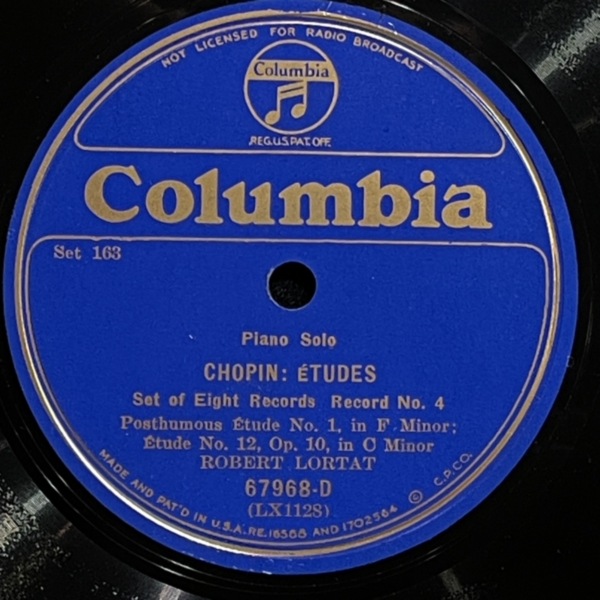 NOT LICENSED FOR RADIO BROADCAST
Columbia
REG.U.S.PAT.OFF.
Columbia
Set 163
Piano Solo
CHOPIN: ÉTUDES
Set of Eight Records Record No. 4
Posthumous Étude No. 1, in F Minor;
Étude No. 12, Op. 10, in C Minor
ROBERT LORTAT
67968-D
(LX1128)
MADE AND PAT'D IN U.S.A. RE.16588 AND 1702564 © C.P.CO.